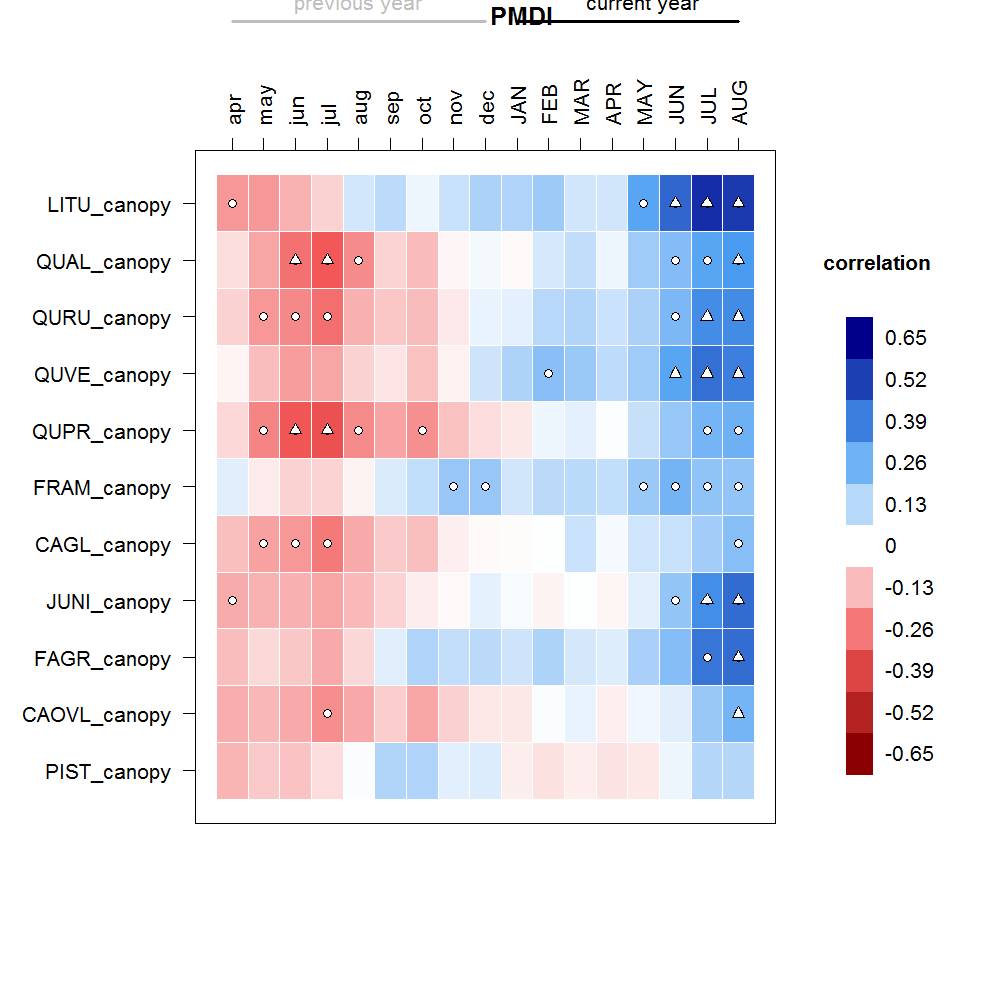 previous year
PMDI
current year
apr may jun jul aug sep oct nov dec JAN FEB MAR APR MAY JUN JUL AUG
LITU_canopy
QUAL_canopy
QURU_canopy
QUVE_canopy
QUPR_canopy
FRAM_canopy
CAGL_canopy
JUNI_canopy
FAGR_canopy
CAOVL_canopy
PIST_canopy
correlation
0.65
0.52
0.39
0.26
0.13
0
-0.13
-0.26
-0.39
-0.52
-0.65